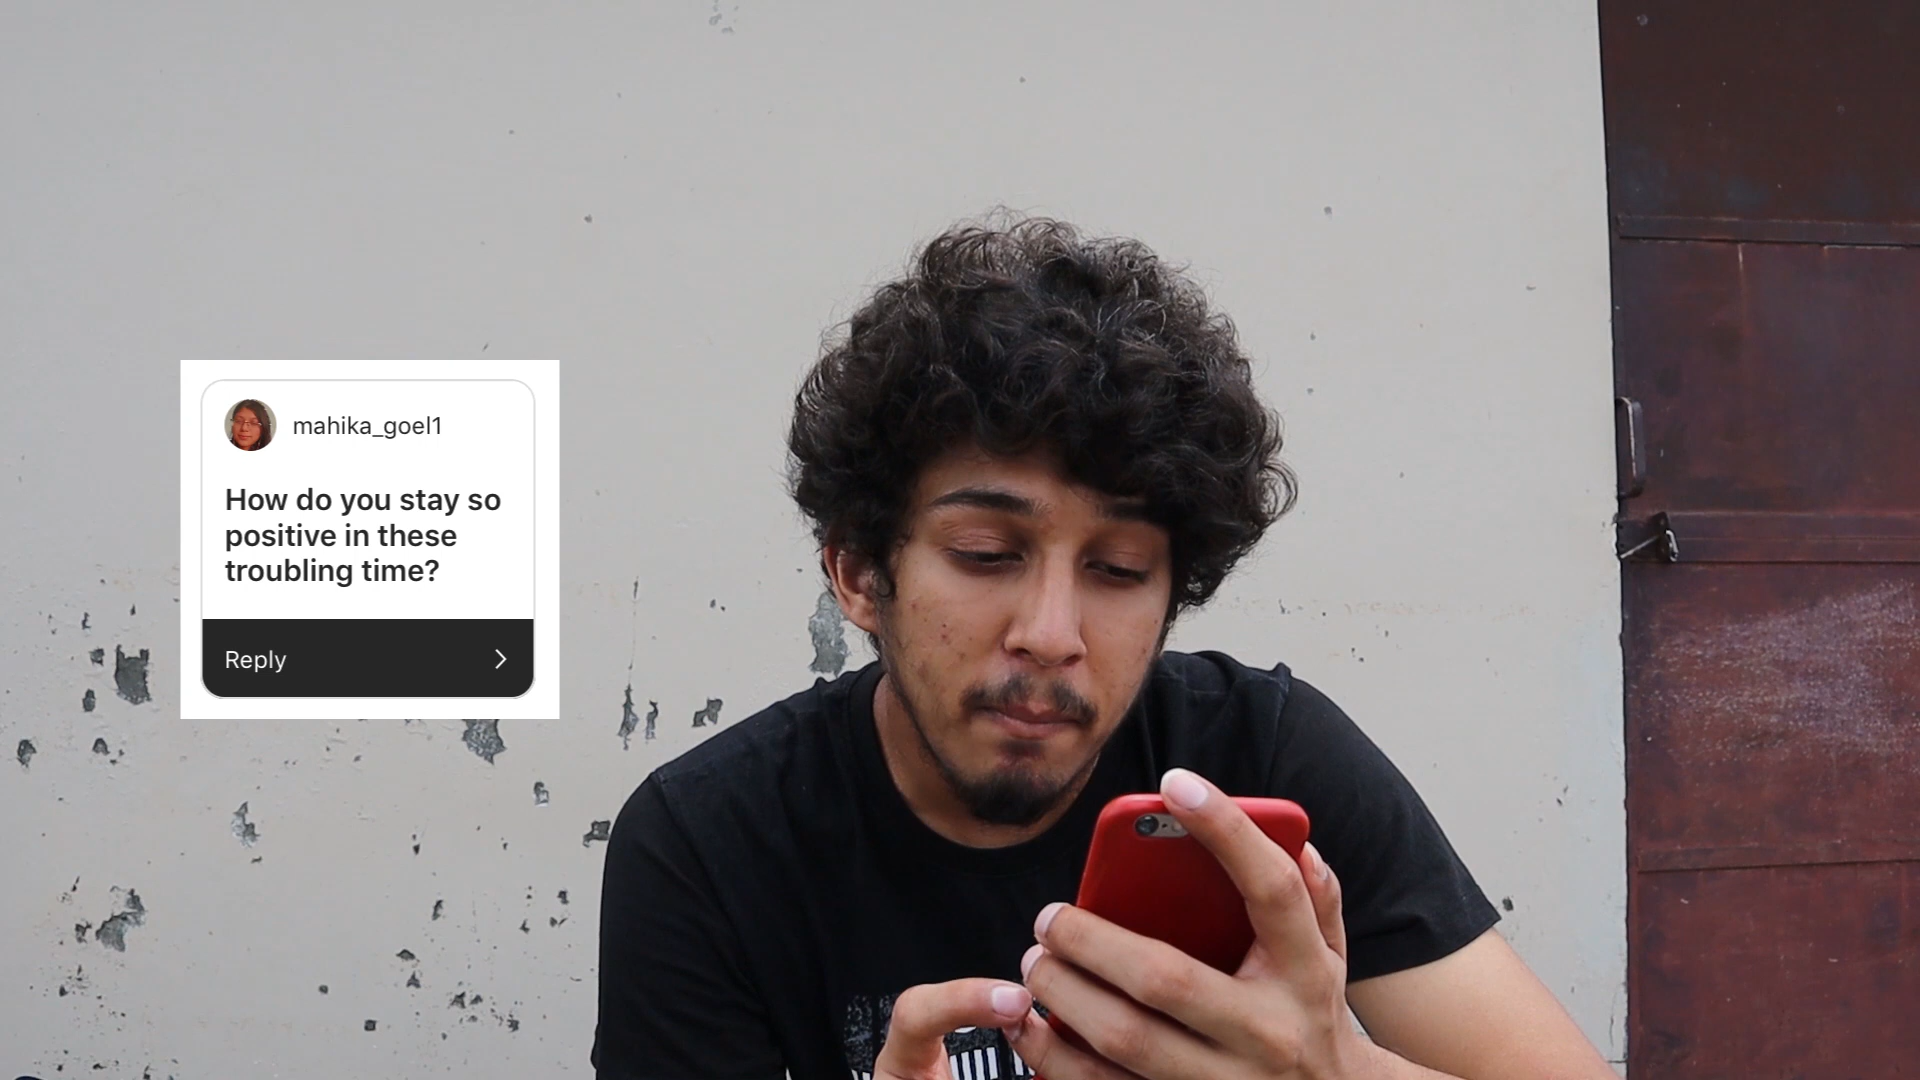 mahika_goel1
How do you stay so
positive in these
troubling time?
Reply